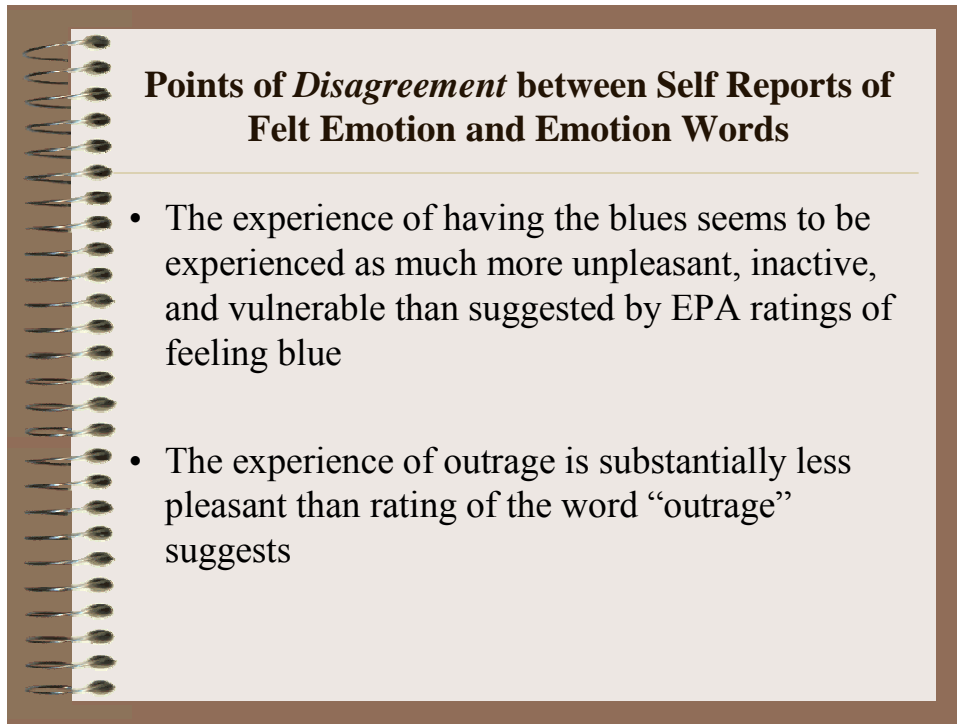 Points of Disagreement between Self Reports of
Felt Emotion and Emotion Words
• The experience of having the blues seems to be
experienced as much more unpleasant, inactive,
and vulnerable than suggested by EPA ratings of
feeling blue
• The experience of outrage is substantially less
pleasant than rating of the word “outrage”
suggests